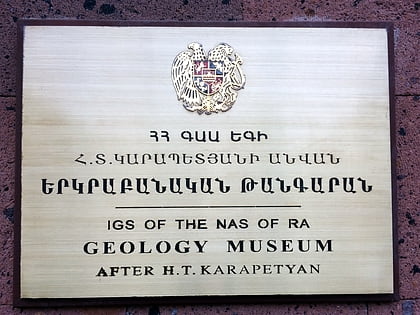 ՀՀ ԳԱԱ ԵԳԻ
Հ.Տ.ԿԱՐԱՊԵՏՅԱՆԻ ԱՆՎԱՆ
ԵՐԿՐԱԲԱՆԱԿԱՆ ԹԱՆԳԱՐԱՆ
IGS OF THE NAS OF RA
GEOLOGY MUSEUM
AFTER H.T. KARAPETYAN